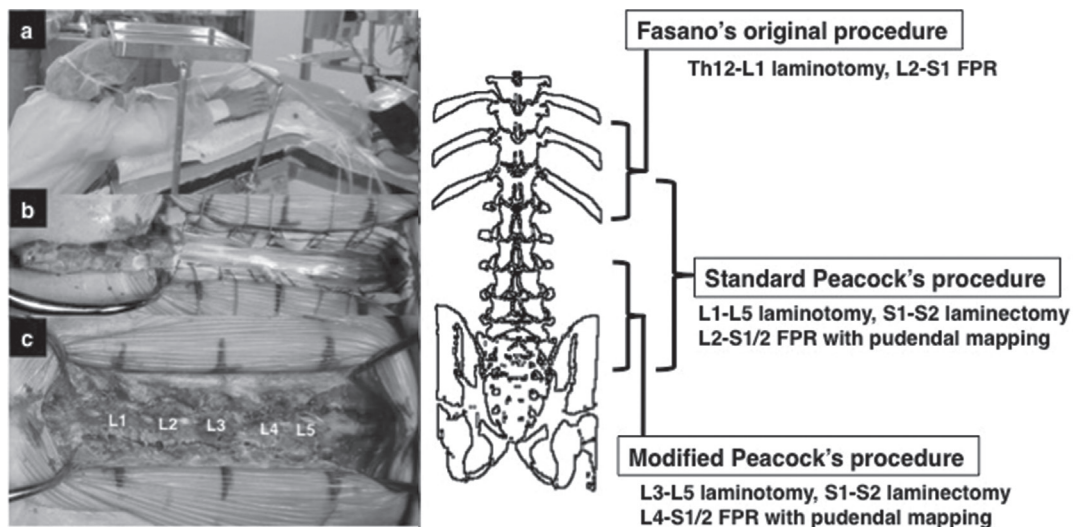 a
b
c
L1 L2 L3 L4 L5
Fasano's original procedure
Th12-L1 laminotomy, L2-S1 FPR
Standard Peacock's procedure
L1-L5 laminotomy, S1-S2 laminectomy
L2-S1/2 FPR with pudendal mapping
Modified Peacock's procedure
L3-L5 laminotomy, S1-S2 laminectomy
L4-S1/2 FPR with pudendal mapping